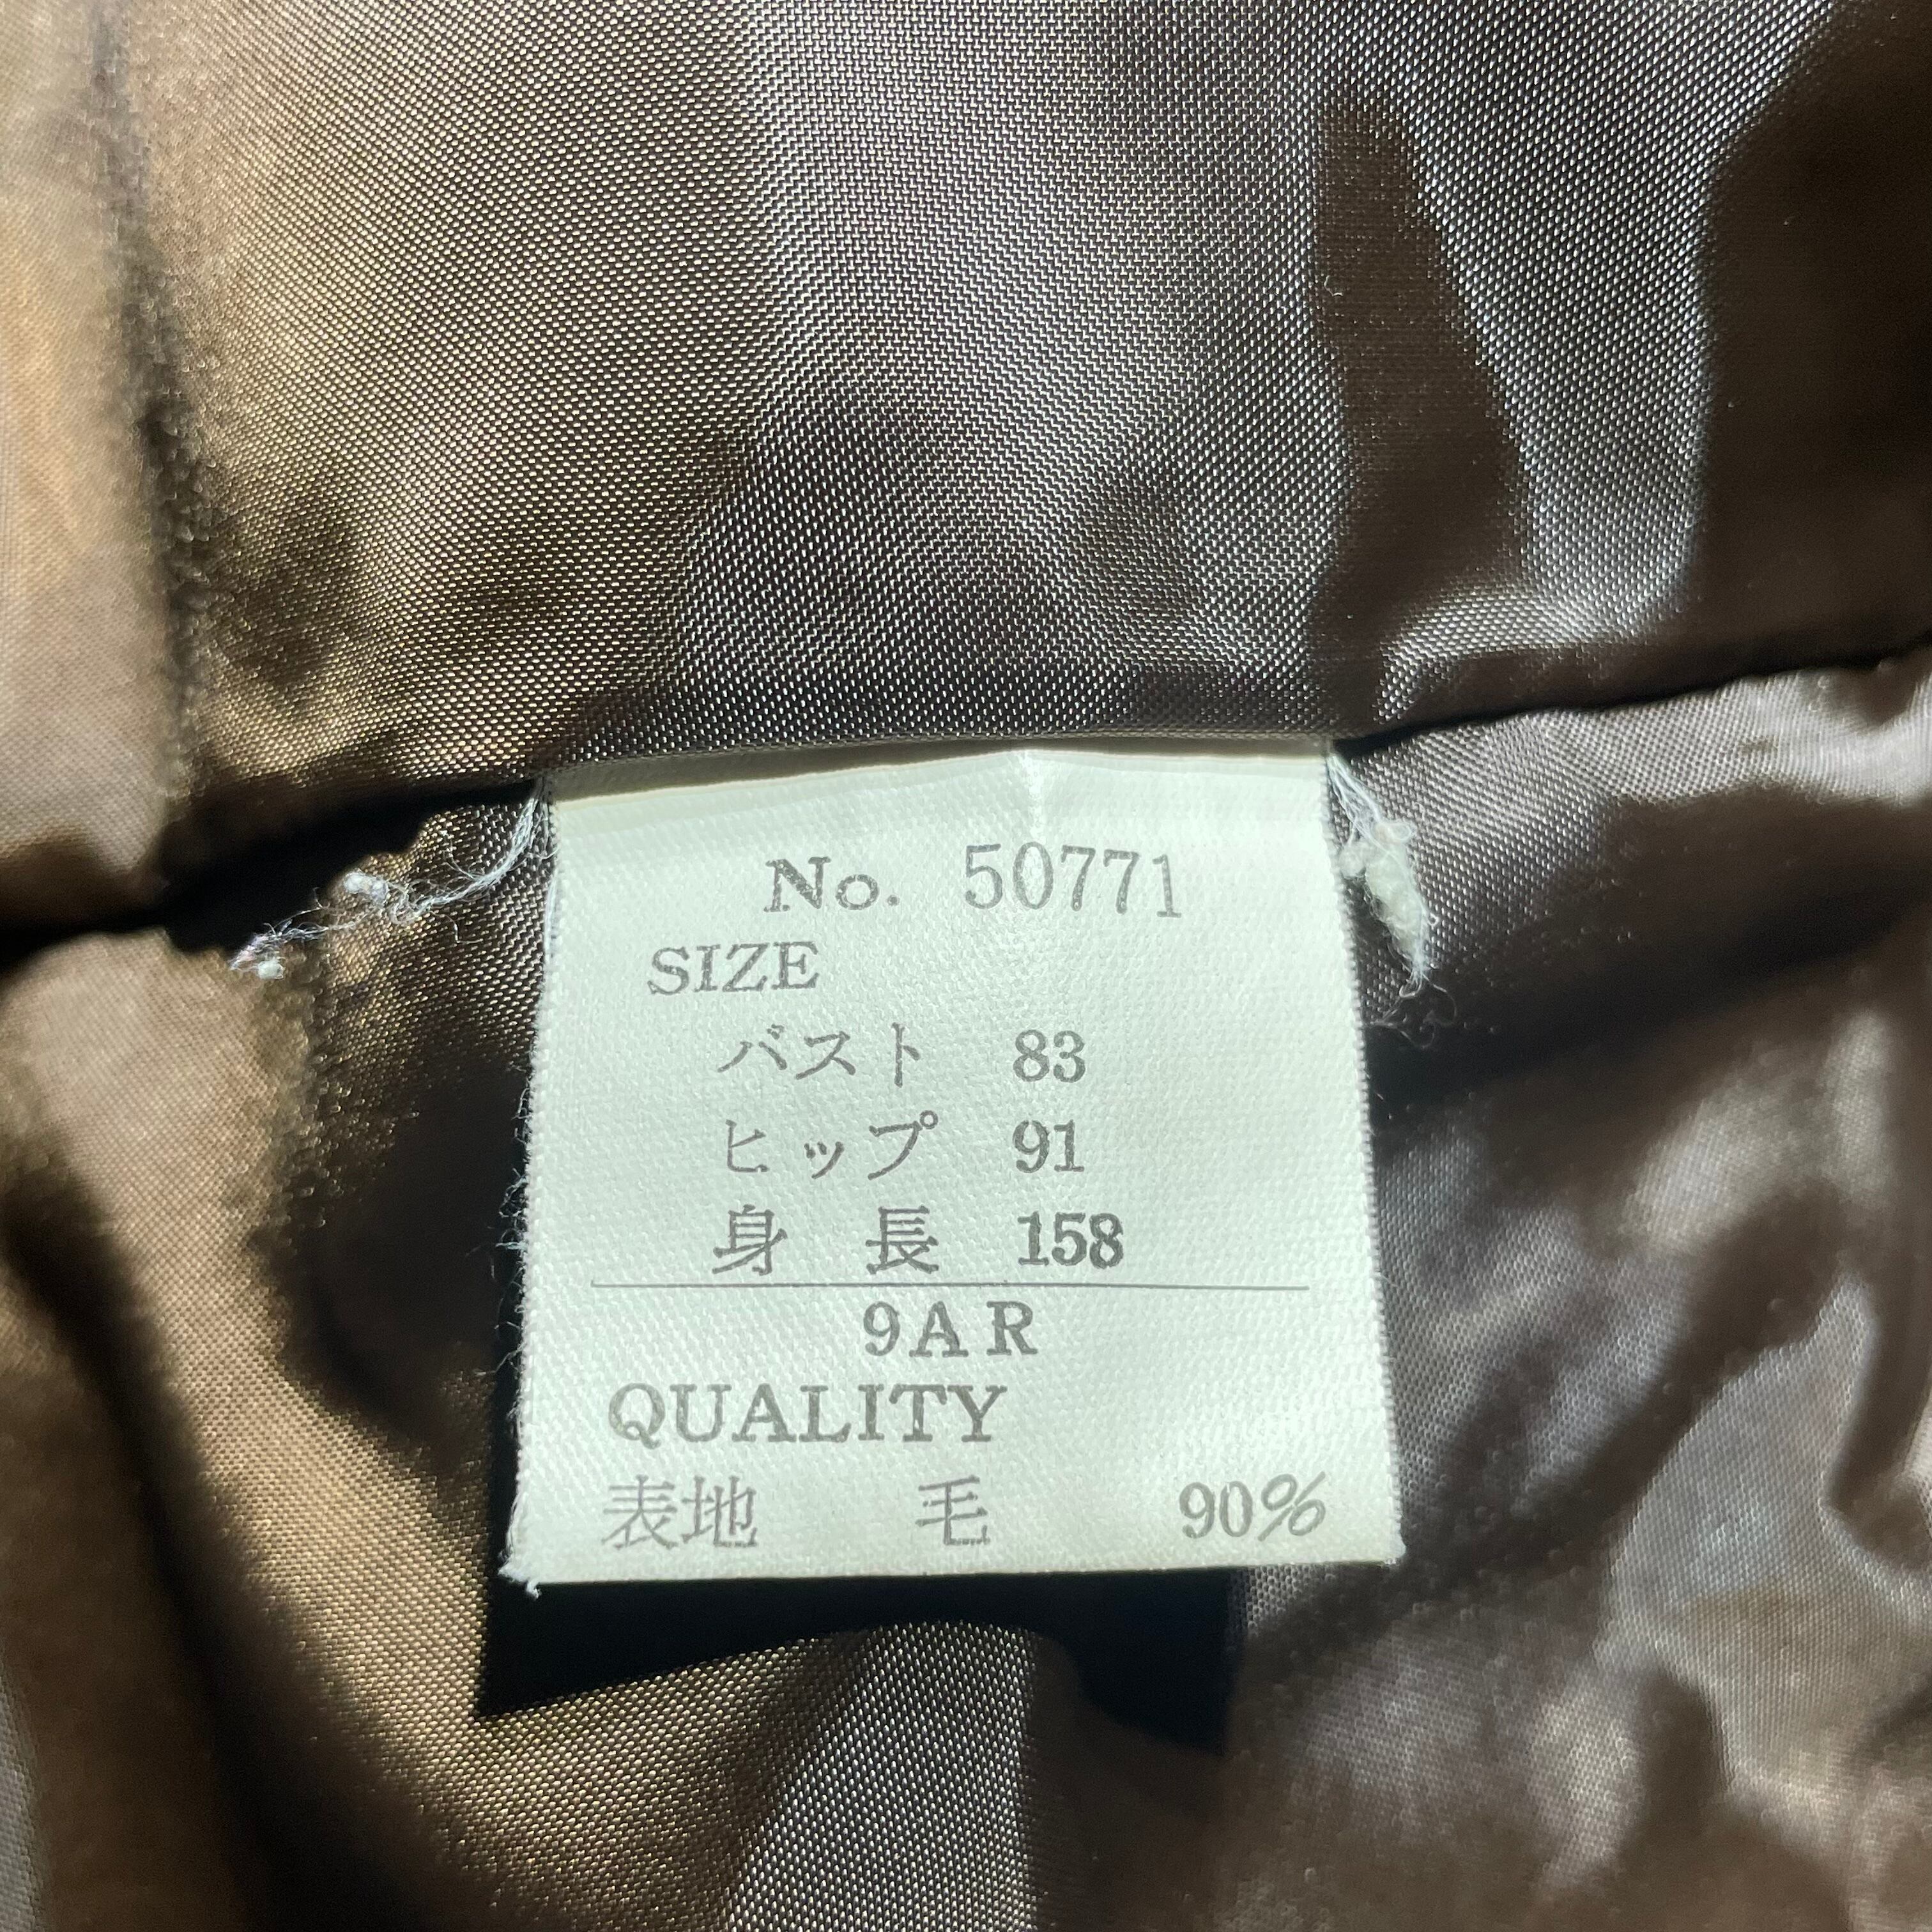 No. 50771
SIZE
バスト 83
ヒップ 91
身長 158
9AR
QUALITY
表地 毛 90%